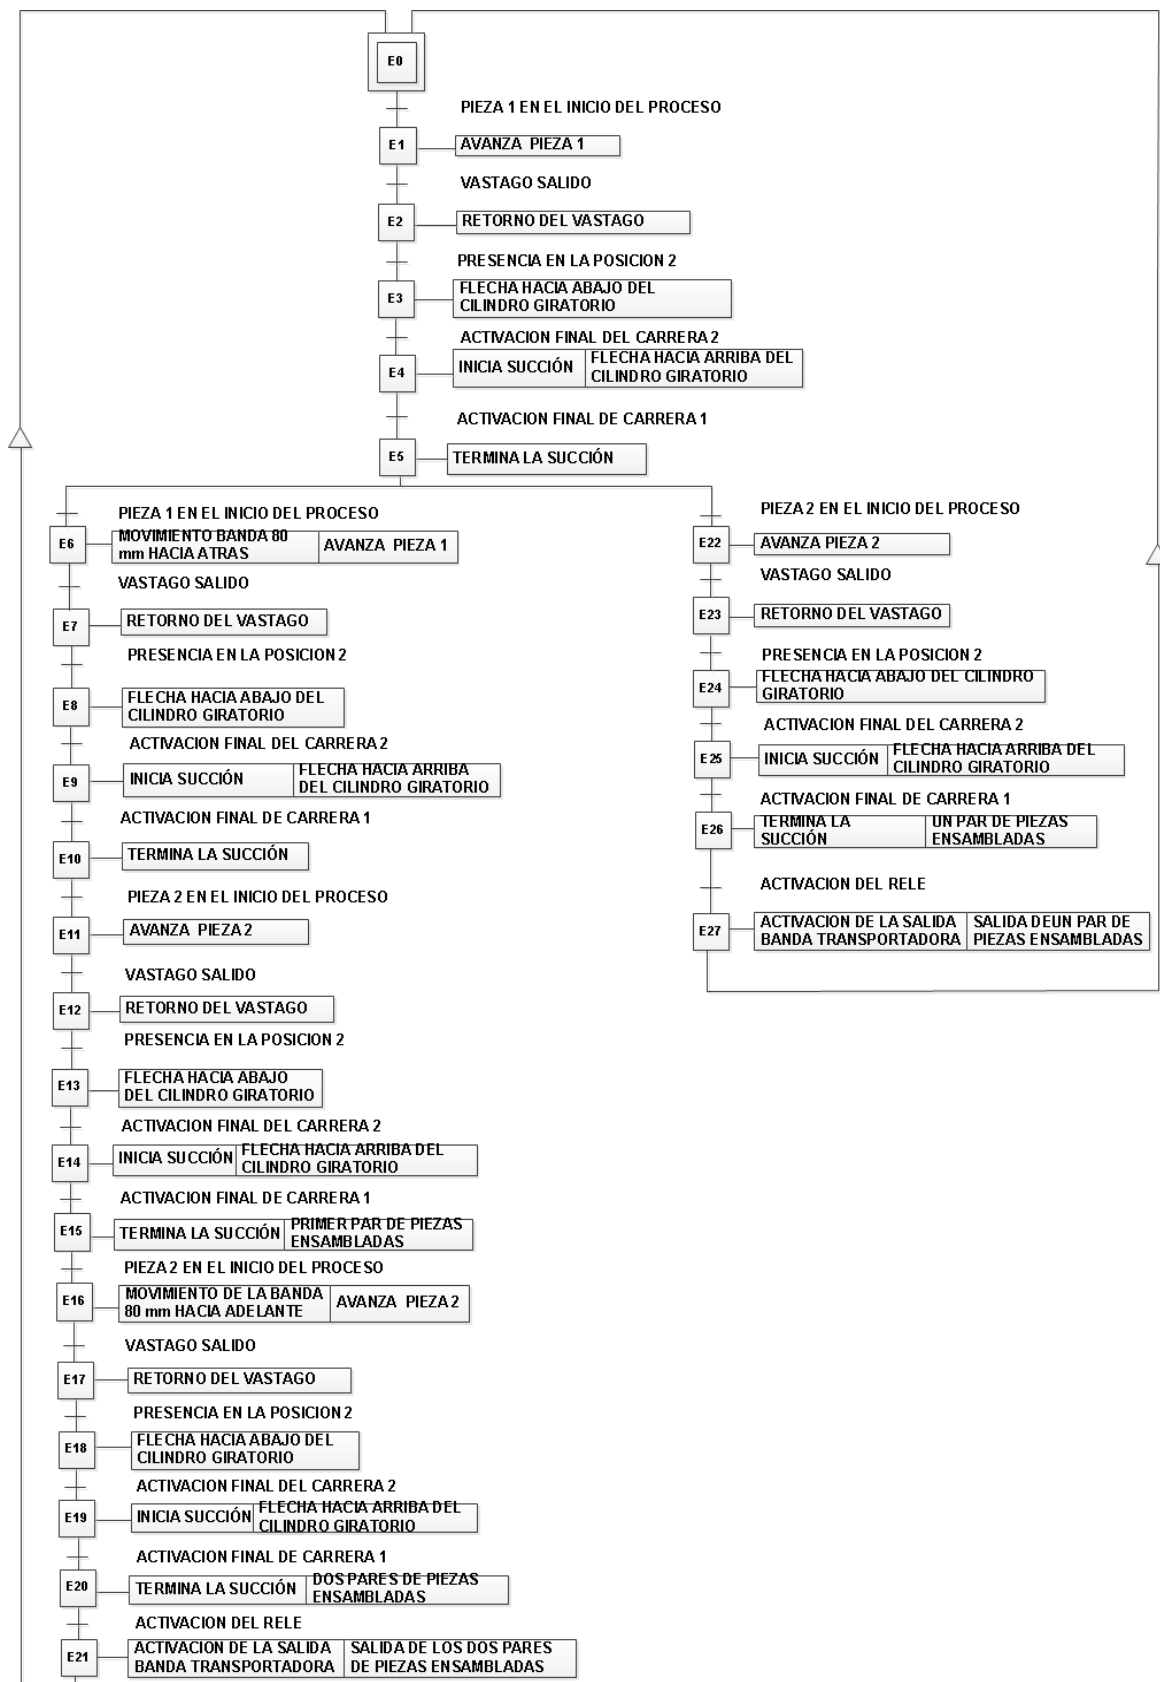 E0
PIEZA 1 EN EL INICIO DEL PROCESO
E1
AVANZA PIEZA 1
VASTAGO SALIDO
E2
RETORNO DEL VASTAGO
PRESENCIA EN LA POSICION 2
E3
FLECHA HACIA ABAJO DEL
CILINDRO GIRATORIO
ACTIVACION FINAL DEL CARRERA 2
E4
INICIA SUCCIÓN
FLECHA HACIA ARRIBA DEL
CILINDRO GIRATORIO
ACTIVACION FINAL DE CARRERA 1
E5
TERMINA LA SUCCIÓN
PIEZA 1 EN EL INICIO DEL PROCESO
E6
MOVIMIENTO BANDA 80
mm HACIA ATRAS
AVANZA PIEZA 1
VASTAGO SALIDO
E7
RETORNO DEL VASTAGO
PRESENCIA EN LA POSICION 2
E8
FLECHA HACIA ABAJO DEL
CILINDRO GIRATORIO
ACTIVACION FINAL DEL CARRERA 2
E9
INICIA SUCCIÓN
FLECHA HACIA ARRIBA
DEL CILINDRO GIRATORIO
ACTIVACION FINAL DE CARRERA 1
E10
TERMINA LA SUCCIÓN
PIEZA 2 EN EL INICIO DEL PROCESO
E11
AVANZA PIEZA 2
VASTAGO SALIDO
E12
RETORNO DEL VASTAGO
PRESENCIA EN LA POSICION 2
E13
FLECHA HACIA ABAJO
DEL CILINDRO GIRATORIO
ACTIVACION FINAL DEL CARRERA 2
E14
INICIA SUCCIÓN
FLECHA HACIA ARRIBA DEL
CILINDRO GIRATORIO
ACTIVACION FINAL DE CARRERA 1
E15
TERMINA LA SUCCIÓN
PRIMER PAR DE PIEZAS
ENSAMBLADAS
PIEZA 2 EN EL INICIO DEL PROCESO
E16
MOVIMIENTO DE LA BANDA
80 mm HACIA ADELANTE
AVANZA PIEZA 2
VASTAGO SALIDO
E17
RETORNO DEL VASTAGO
PRESENCIA EN LA POSICION 2
E18
FLECHA HACIA ABAJO DEL
CILINDRO GIRATORIO
ACTIVACION FINAL DEL CARRERA 2
E19
INICIA SUCCIÓN
FLECHA HACIA ARRIBA DEL
CILINDRO GIRATORIO
ACTIVACION FINAL DE CARRERA 1
E20
TERMINA LA SUCCIÓN
DOS PARES DE PIEZAS
ENSAMBLADAS
ACTIVACION DEL RELE
E21
ACTIVACION DE LA SALIDA
BANDA TRANSPORTADORA
SALIDA DE LOS DOS PARES
DE PIEZAS ENSAMBLADAS
PIEZA 2 EN EL INICIO DEL PROCESO
E22
AVANZA PIEZA 2
VASTAGO SALIDO
E23
RETORNO DEL VASTAGO
PRESENCIA EN LA POSICION 2
E24
FLECHA HACIA ABAJO DEL CILINDRO
GIRATORIO
ACTIVACION FINAL DEL CARRERA 2
E25
INICIA SUCCIÓN
FLECHA HACIA ARRIBA DEL
CILINDRO GIRATORIO
ACTIVACION FINAL DE CARRERA 1
E26
TERMINA LA
SUCCIÓN
UN PAR DE PIEZAS
ENSAMBLADAS
ACTIVACION DEL RELE
E27
ACTIVACION DE LA SALIDA
BANDA TRANSPORTADORA
SALIDA DEUN PAR DE
PIEZAS ENSAMBLADAS